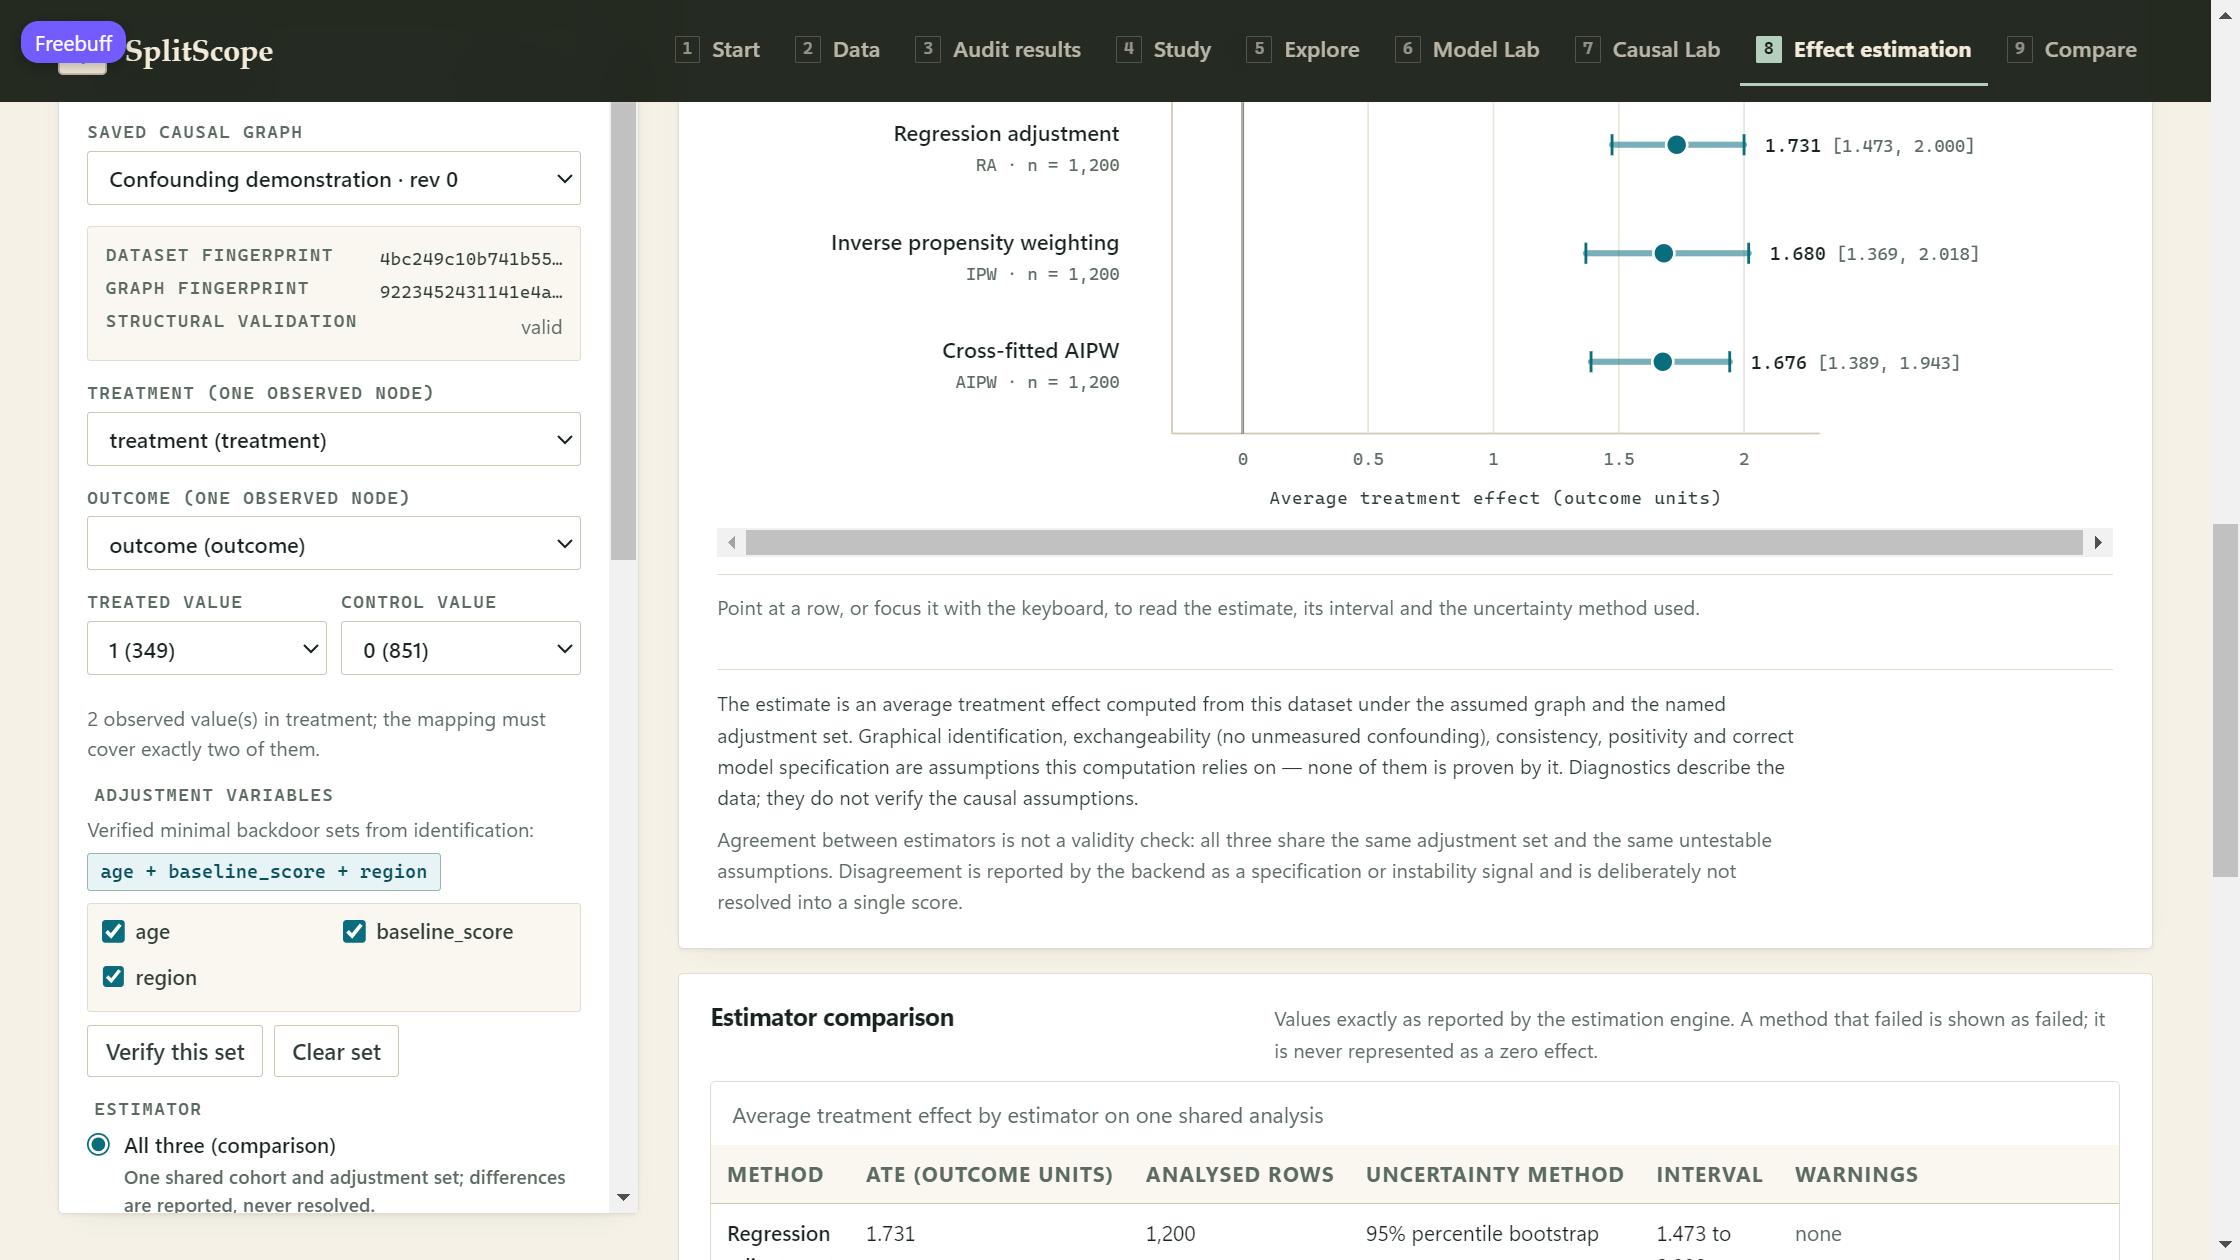 Freebuff
SplitScope
1 Start
2 Data
3 Audit results
4 Study
5 Explore
6 Model Lab
7 Causal Lab
8 Effect estimation
9 Compare
SAVED CAUSAL GRAPH
Confounding demonstration · rev 0
DATASET FINGERPRINT 4bc249c10b741b55…
GRAPH FINGERPRINT 9223452431141e4a…
STRUCTURAL VALIDATION valid
TREATMENT (ONE OBSERVED NODE)
treatment (treatment)
OUTCOME (ONE OBSERVED NODE)
outcome (outcome)
TREATED VALUE CONTROL VALUE
1 (349) 0 (851)
2 observed value(s) in treatment; the mapping must
cover exactly two of them.
ADJUSTMENT VARIABLES
Verified minimal backdoor sets from identification:
age + baseline_score + region
age baseline_score
region
Verify this set Clear set
ESTIMATOR
All three (comparison)
One shared cohort and adjustment set; differences
are reported, never resolved.
Regression adjustment
RA · n = 1,200
1.731 [1.473, 2.000]
Inverse propensity weighting
IPW · n = 1,200
1.680 [1.369, 2.018]
Cross-fitted AIPW
AIPW · n = 1,200
1.676 [1.389, 1.943]
0 0.5 1 1.5 2
Average treatment effect (outcome units)
Point at a row, or focus it with the keyboard, to read the estimate, its interval and the uncertainty method used.
The estimate is an average treatment effect computed from this dataset under the assumed graph and the named
adjustment set. Graphical identification, exchangeability (no unmeasured confounding), consistency, positivity and correct
model specification are assumptions this computation relies on — none of them is proven by it. Diagnostics describe the
data; they do not verify the causal assumptions.
Agreement between estimators is not a validity check: all three share the same adjustment set and the same untestable
assumptions. Disagreement is reported by the backend as a specification or instability signal and is deliberately not
resolved into a single score.
Estimator comparison
Values exactly as reported by the estimation engine. A method that failed is shown as failed; it
is never represented as a zero effect.
Average treatment effect by estimator on one shared analysis
METHOD ATE (OUTCOME UNITS) ANALYSED ROWS UNCERTAINTY METHOD INTERVAL WARNINGS
Regression 1.731 1,200 95% percentile bootstrap 1.473 to none